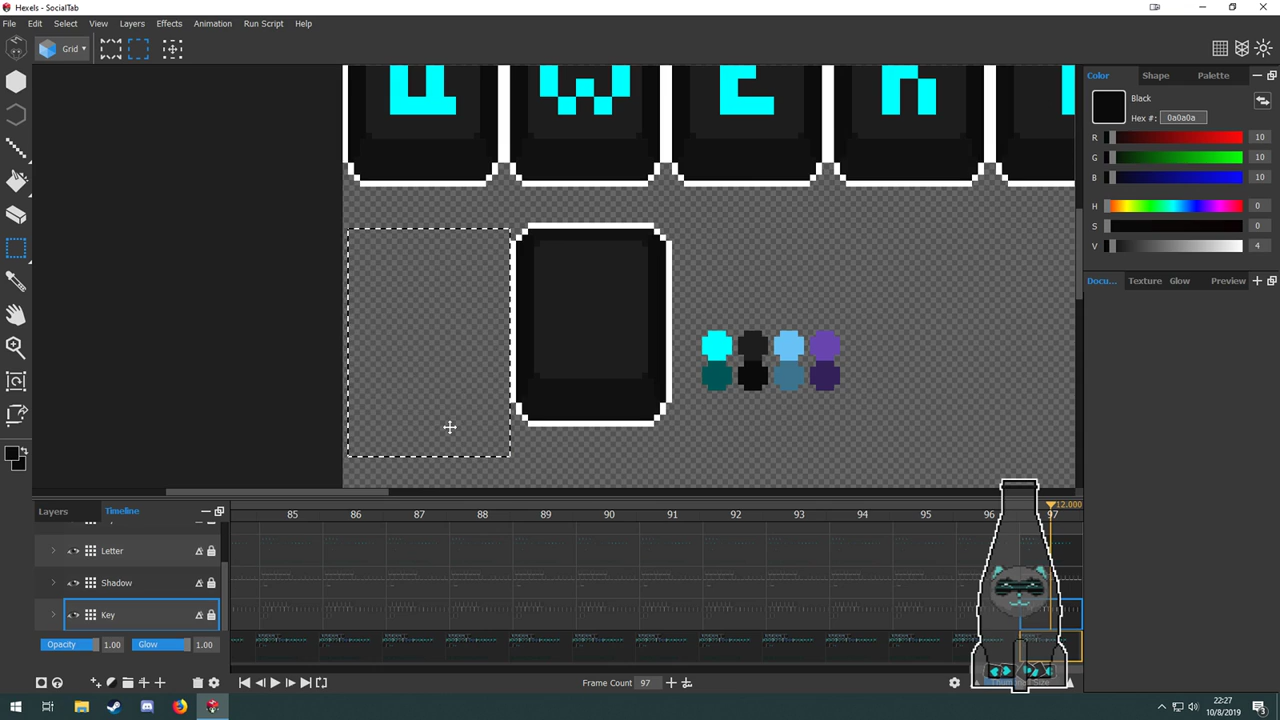 Hexels - SocialTab
File Edit Select View Layers Effects Animation Run Script Help
Grid
Q W E R
Color Shape Palette
Black
Hex #: 0a0a0a
R 10
G 10
B 10
H 0
S 0
V 4
Docu... Texture Glow Preview
Layers Timeline
12.000
85 86 87 88 89 90 91 92 93 94 95 96 97
Letter
Shadow
Key
Opacity 1.00 Glow 1.00
Frame Count 97
Size
22:27
10/8/2019
3